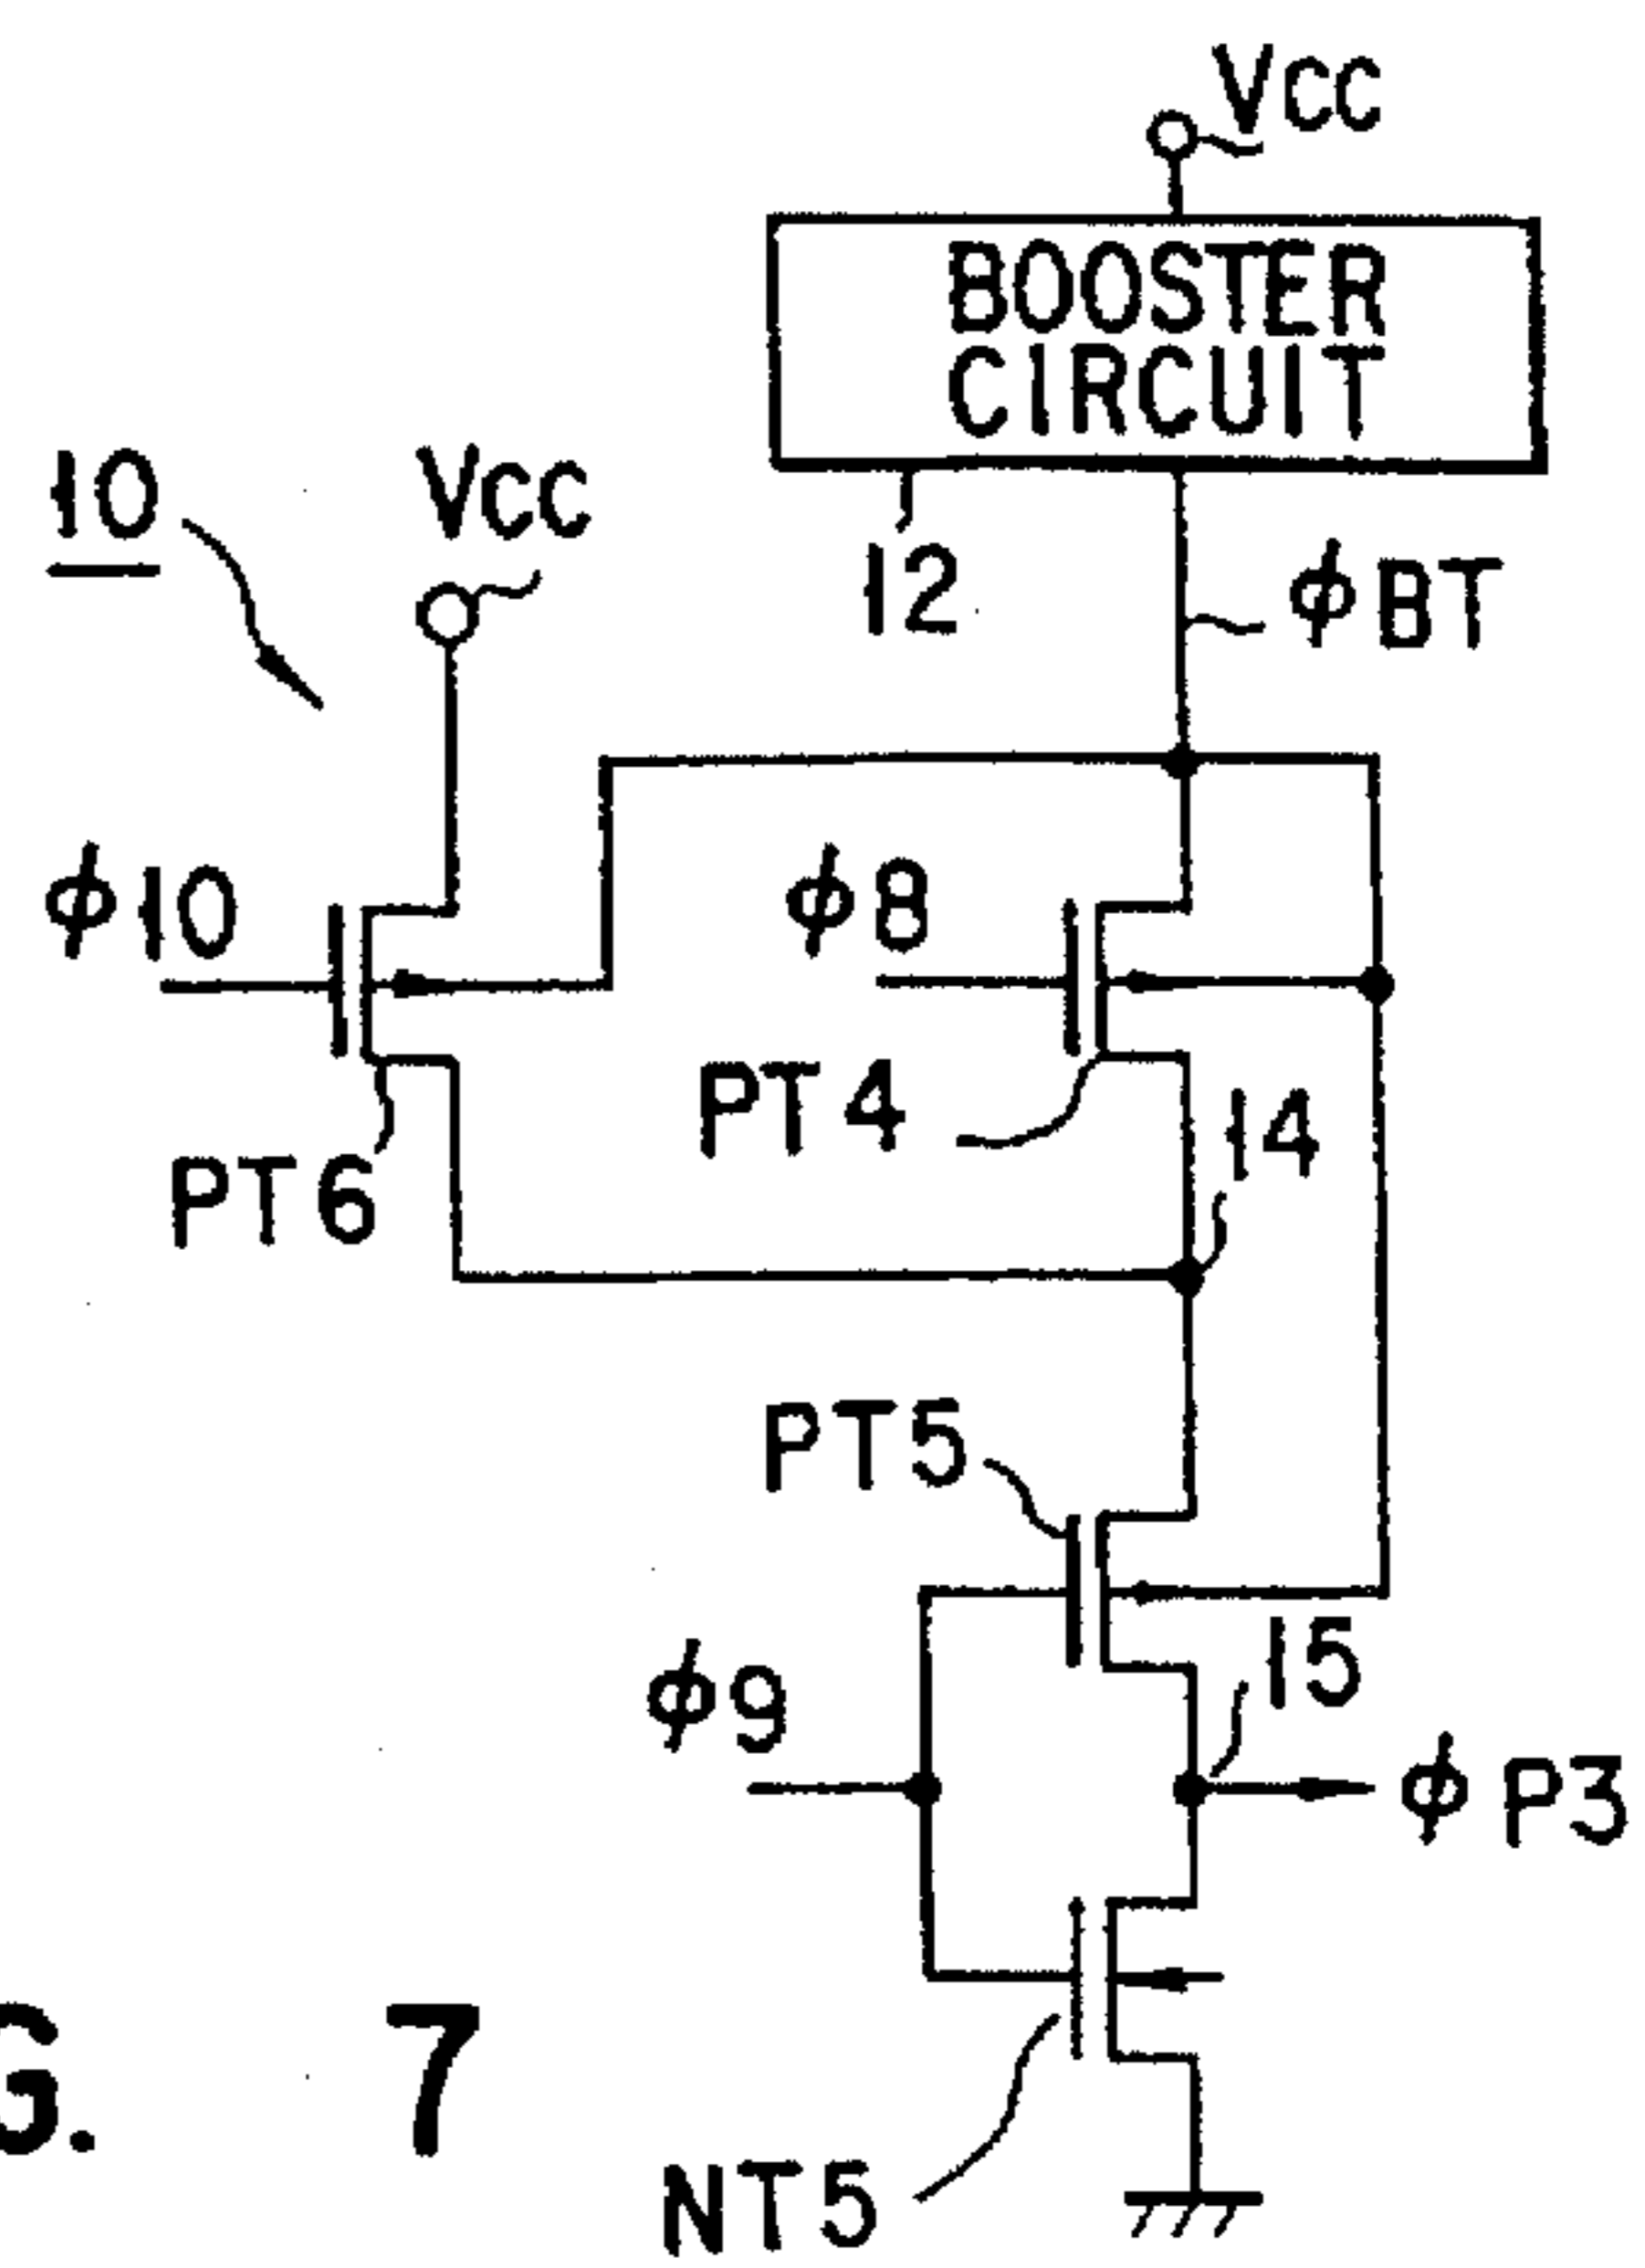 Vcc
BOOSTER
CIRCUIT
10
Vcc
12
φBT
φ10
φ8
PT4
14
PT6
PT5
15
φ9
φP3
G. 7
NT5